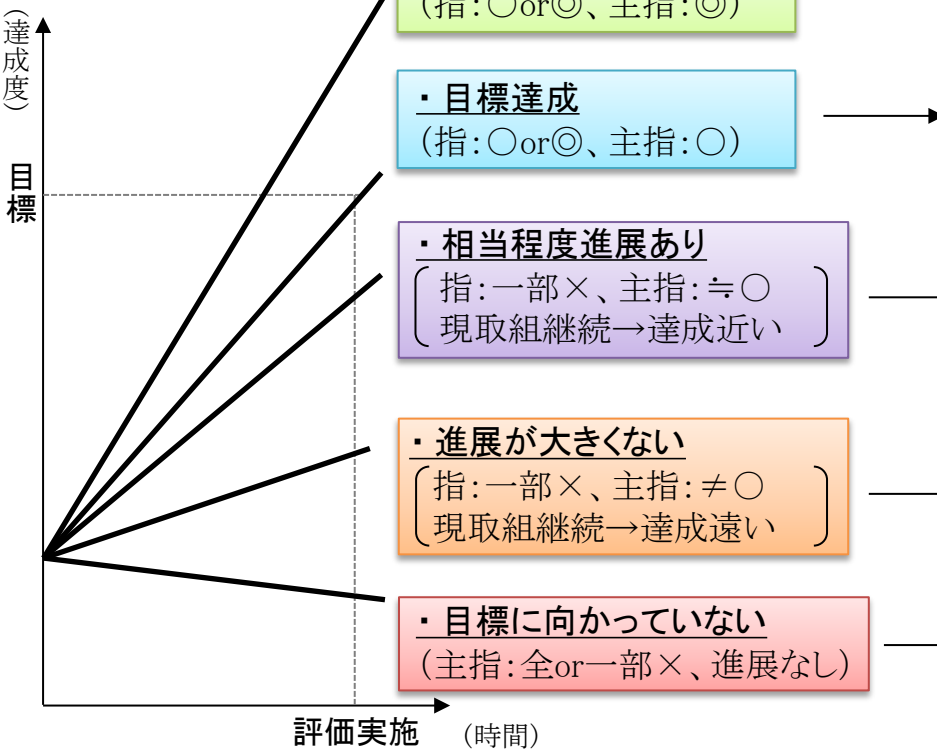 (指:○or◎、主指:◎)
(達成度)
・目標達成
(指:○or◎、主指:○)
目標
・相当程度進展あり
指:一部×、主指:≒○
現取組継続→達成近い
・進展が大きくない
指:一部×、主指:≠○
現取組継続→達成遠い
・目標に向かっていない
(主指:全or一部×、進展なし)
評価実施 (時間)